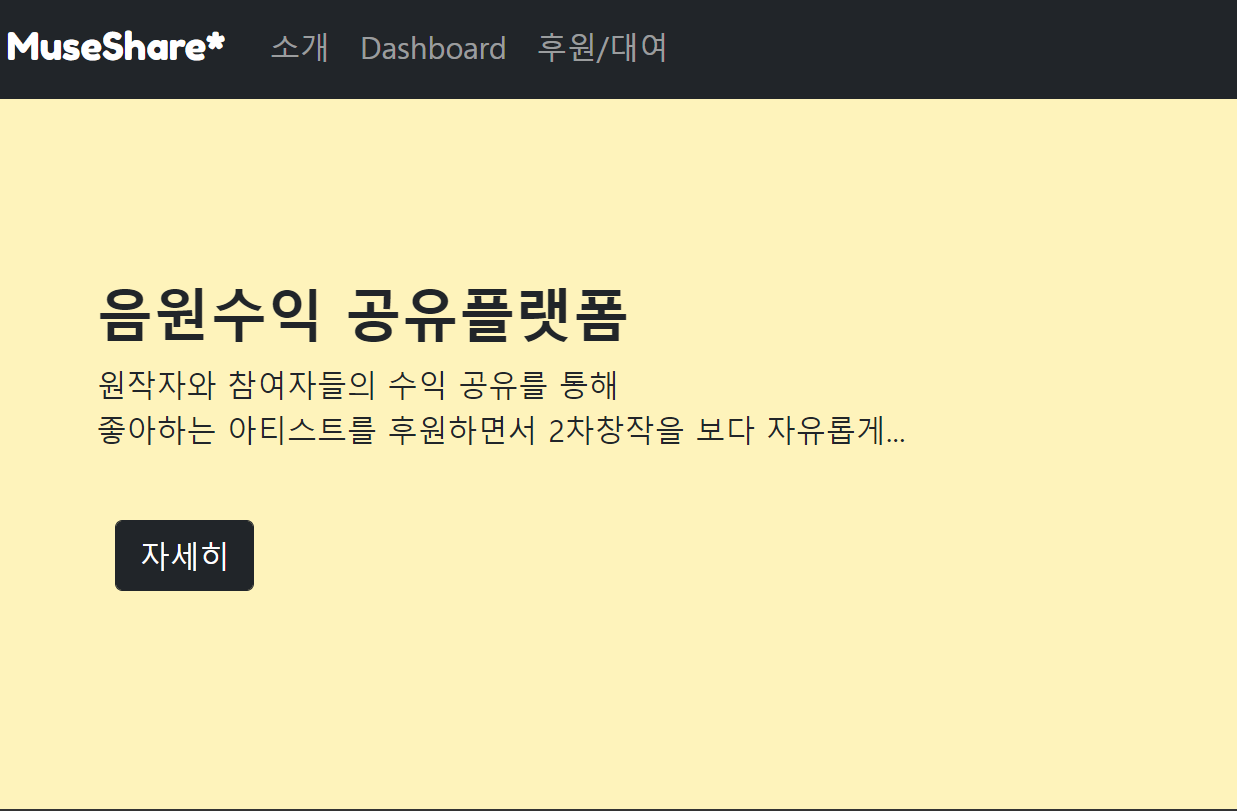 MuseShare* 소개 Dashboard 후원/대여
음원수익 공유플랫폼
원작자와 참여자들의 수익 공유를 통해
좋아하는 아티스트를 후원하면서 2차창작을 보다 자유롭게...
자세히